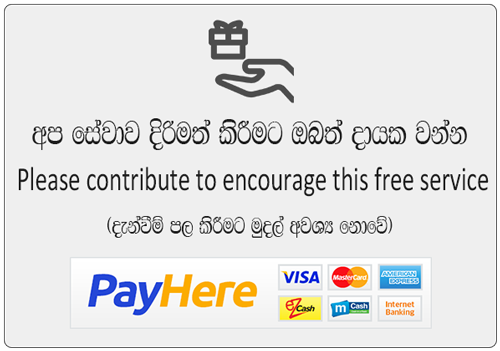 අප සේවාව දිරිමත් කිරීමට ඔබත් දායක වන්න
Please contribute to encourage this free service
(දැන්වීම් පල කිරීමට මුදල් අවශ්‍ය නොවේ)
PayHere VISA MasterCard AMERICAN EXPRESS
eZ Cash mCash Internet Banking